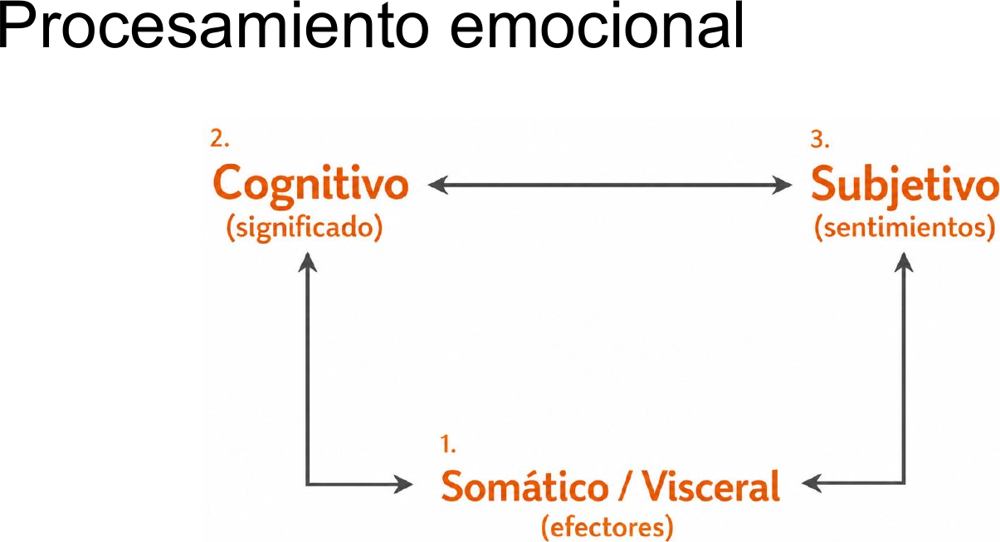 Procesamiento emocional
2.
Cognitivo
(significado)
3.
Subjetivo
(sentimientos)
1.
Somático / Visceral
(efectores)